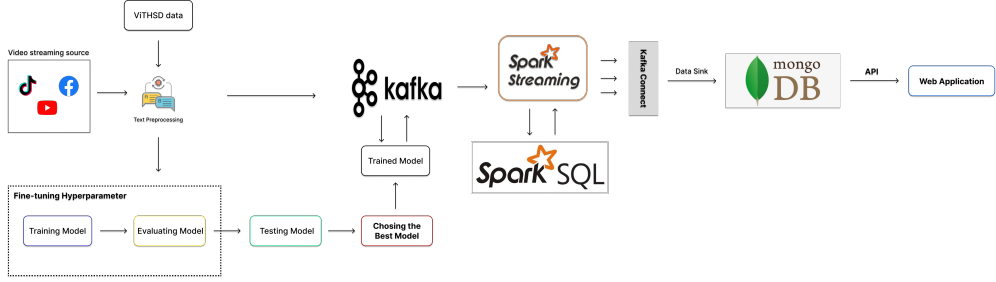 ViTHSD data
Video streaming source
Text Preprocessing
kafka
Spark
Streaming
Kafka Connect
Data Sink
mongo
DB
API
Web Application
Trained Model
Spark SQL
Fine-tuning Hyperparameter
Training Model
Evaluating Model
Testing Model
Chosing the
Best Model